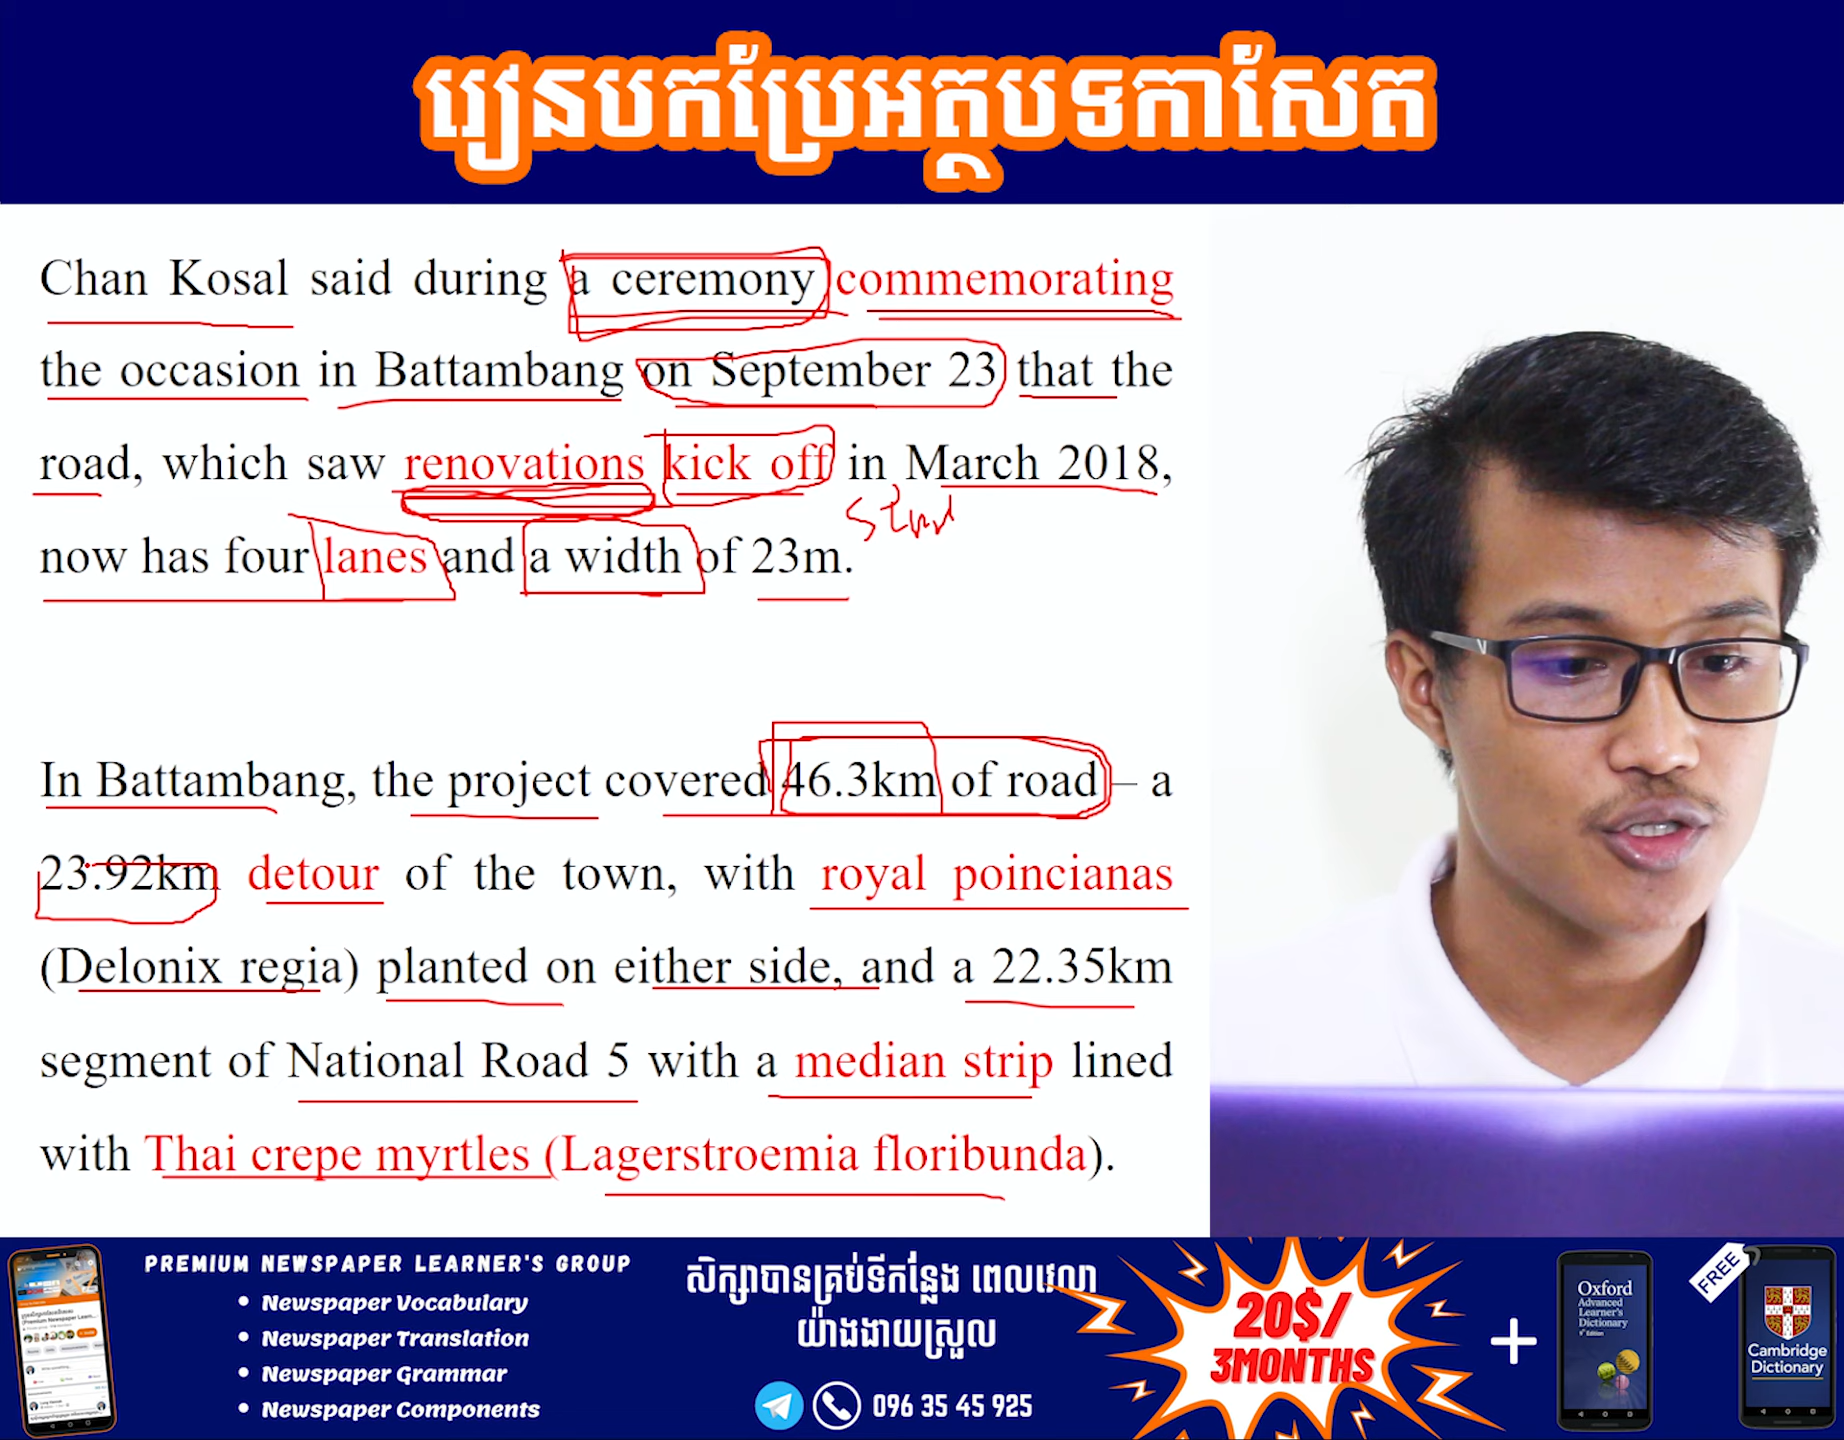 រៀនបកប្រែអត្ថបទកាសែត
Chan Kosal said during a ceremony commemorating
the occasion in Battambang on September 23 that the
road, which saw renovations kick off in March 2018,
start
now has four lanes and a width of 23m.
In Battambang, the project covered 46.3km of road – a
23.92km detour of the town, with royal poincianas
(Delonix regia) planted on either side, and a 22.35km
segment of National Road 5 with a median strip lined
with Thai crepe myrtles (Lagerstroemia floribunda).
PREMIUM NEWSPAPER LEARNER'S GROUP
• Newspaper Vocabulary
• Newspaper Translation
• Newspaper Grammar
• Newspaper Components
សិក្សាបានគ្រប់ទីកន្លែង ពេលវេលា
យ៉ាងងាយស្រួល
096 35 45 925
20$/
3MONTHS
+
Oxford
Advanced
Learner's
Dictionary
FREE
Cambridge
Dictionary